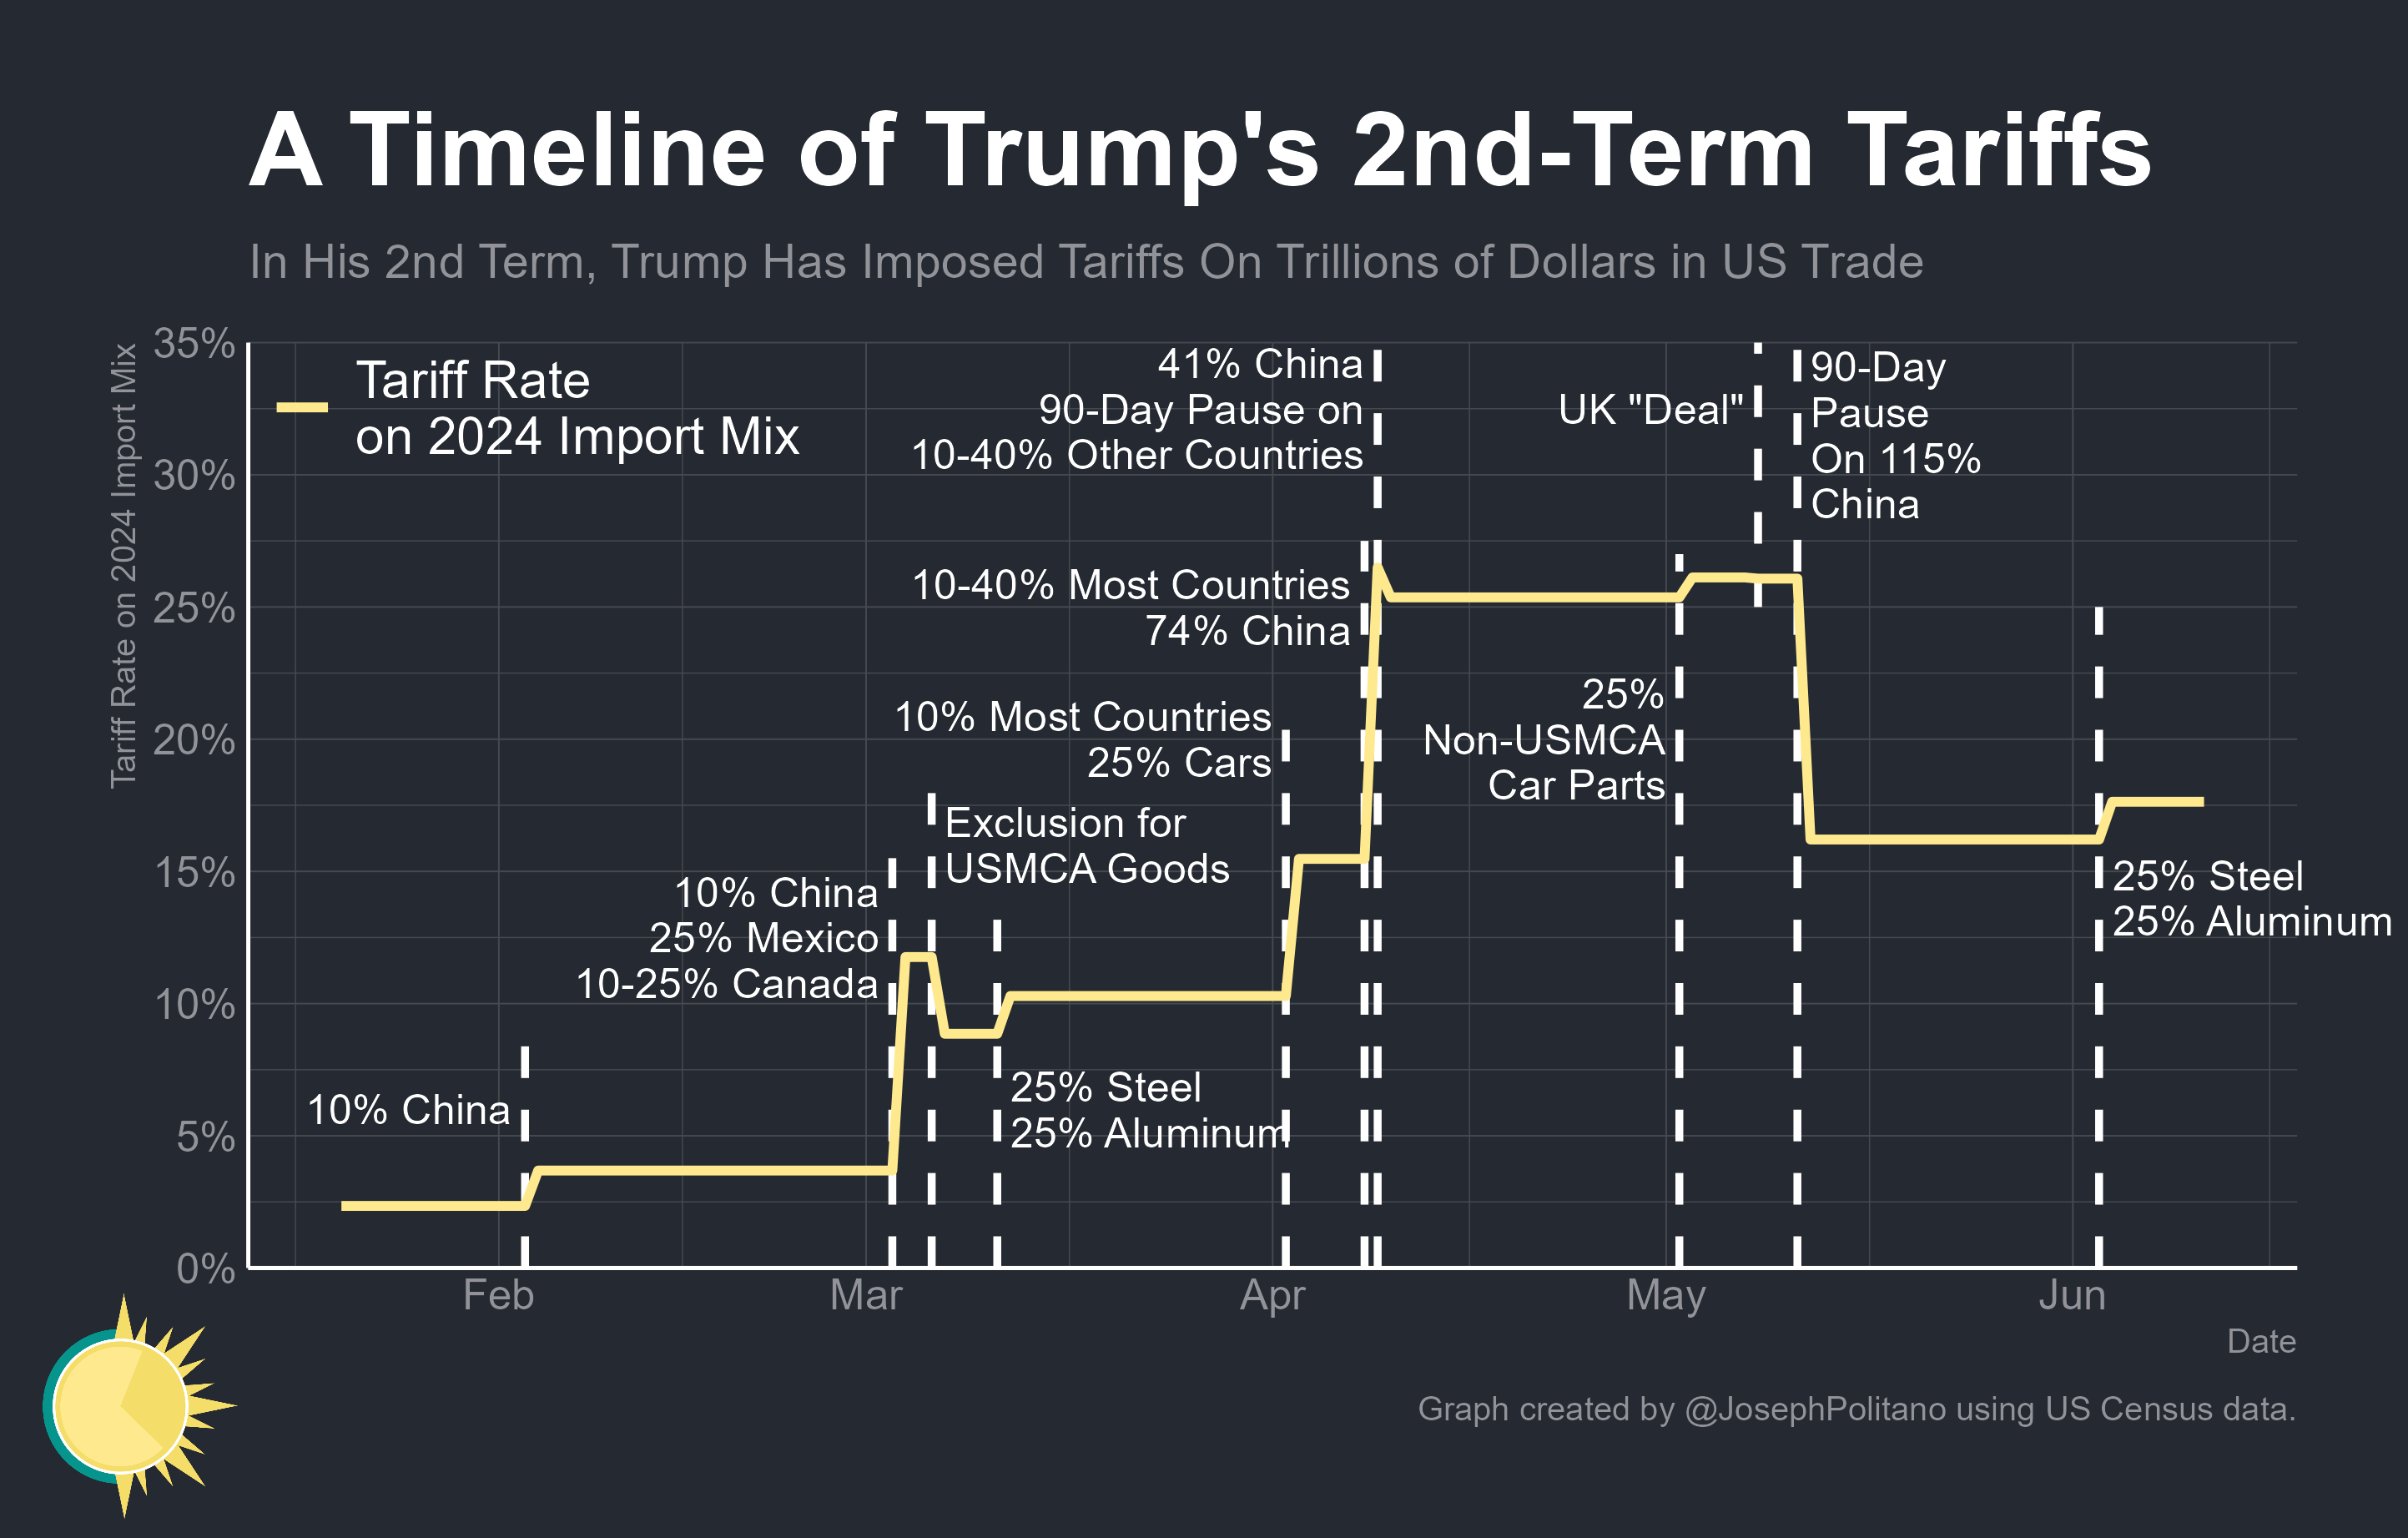 A Timeline of Trump's 2nd-Term Tariffs
In His 2nd Term, Trump Has Imposed Tariffs On Trillions of Dollars in US Trade
Tariff Rate on 2024 Import Mix
35%
30%
25%
20%
15%
10%
5%
0%
Tariff Rate
on 2024 Import Mix
10% China
10% China
25% Mexico
10-25% Canada
Exclusion for
USMCA Goods
25% Steel
25% Aluminum
10% Most Countries
25% Cars
10-40% Most Countries
74% China
41% China
90-Day Pause on
10-40% Other Countries
25%
Non-USMCA
Car Parts
UK "Deal"
90-Day
Pause
On 115%
China
25% Steel
25% Aluminum
Feb
Mar
Apr
May
Jun
Date
Graph created by @JosephPolitano using US Census data.